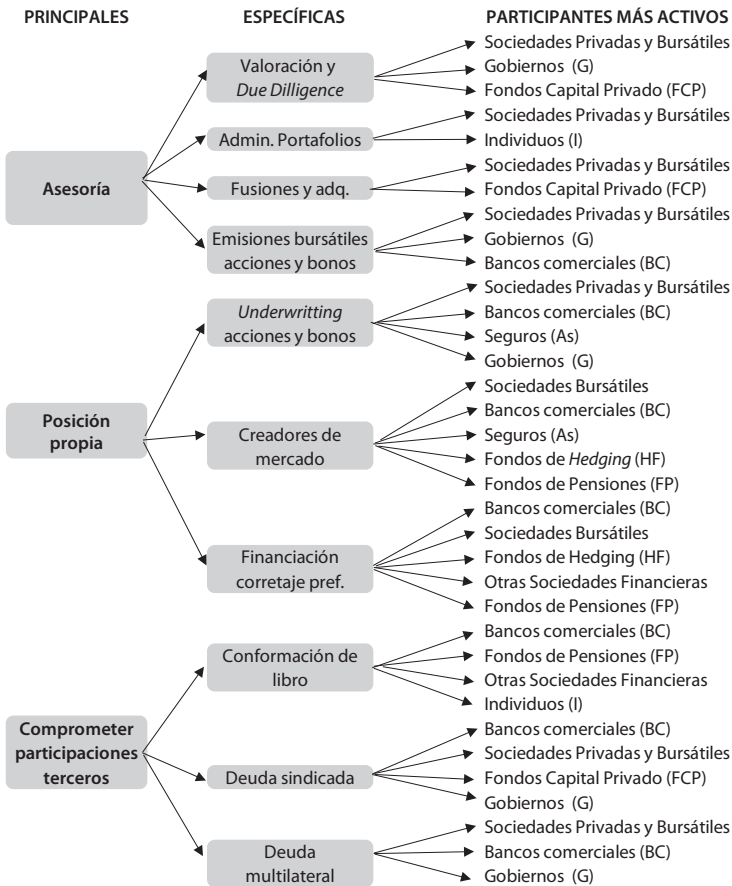 PRINCIPALES
ESPECÍFICAS
PARTICIPANTES MÁS ACTIVOS
Asesoría
Valoración y
Due Dilligence
Sociedades Privadas y Bursátiles
Gobiernos (G)
Fondos Capital Privado (FCP)
Admin. Portafolios
Sociedades Privadas y Bursátiles
Individuos (I)
Fusiones y adq.
Sociedades Privadas y Bursátiles
Fondos Capital Privado (FCP)
Emisiones bursátiles
acciones y bonos
Sociedades Privadas y Bursátiles
Gobiernos (G)
Bancos comerciales (BC)
Posición
propia
Underwritting
acciones y bonos
Sociedades Privadas y Bursátiles
Bancos comerciales (BC)
Seguros (As)
Gobiernos (G)
Creadores de
mercado
Sociedades Bursátiles
Bancos comerciales (BC)
Seguros (As)
Fondos de Hedging (HF)
Fondos de Pensiones (FP)
Financiación
corretaje pref.
Bancos comerciales (BC)
Sociedades Bursátiles
Fondos de Hedging (HF)
Otras Sociedades Financieras
Fondos de Pensiones (FP)
Comprometer
participaciones
terceros
Conformación de
libro
Bancos comerciales (BC)
Fondos de Pensiones (FP)
Otras Sociedades Financieras
Individuos (I)
Deuda sindicada
Bancos comerciales (BC)
Sociedades Privadas y Bursátiles
Fondos Capital Privado (FCP)
Gobiernos (G)
Deuda
multilateral
Sociedades Privadas y Bursátiles
Bancos comerciales (BC)
Gobiernos (G)